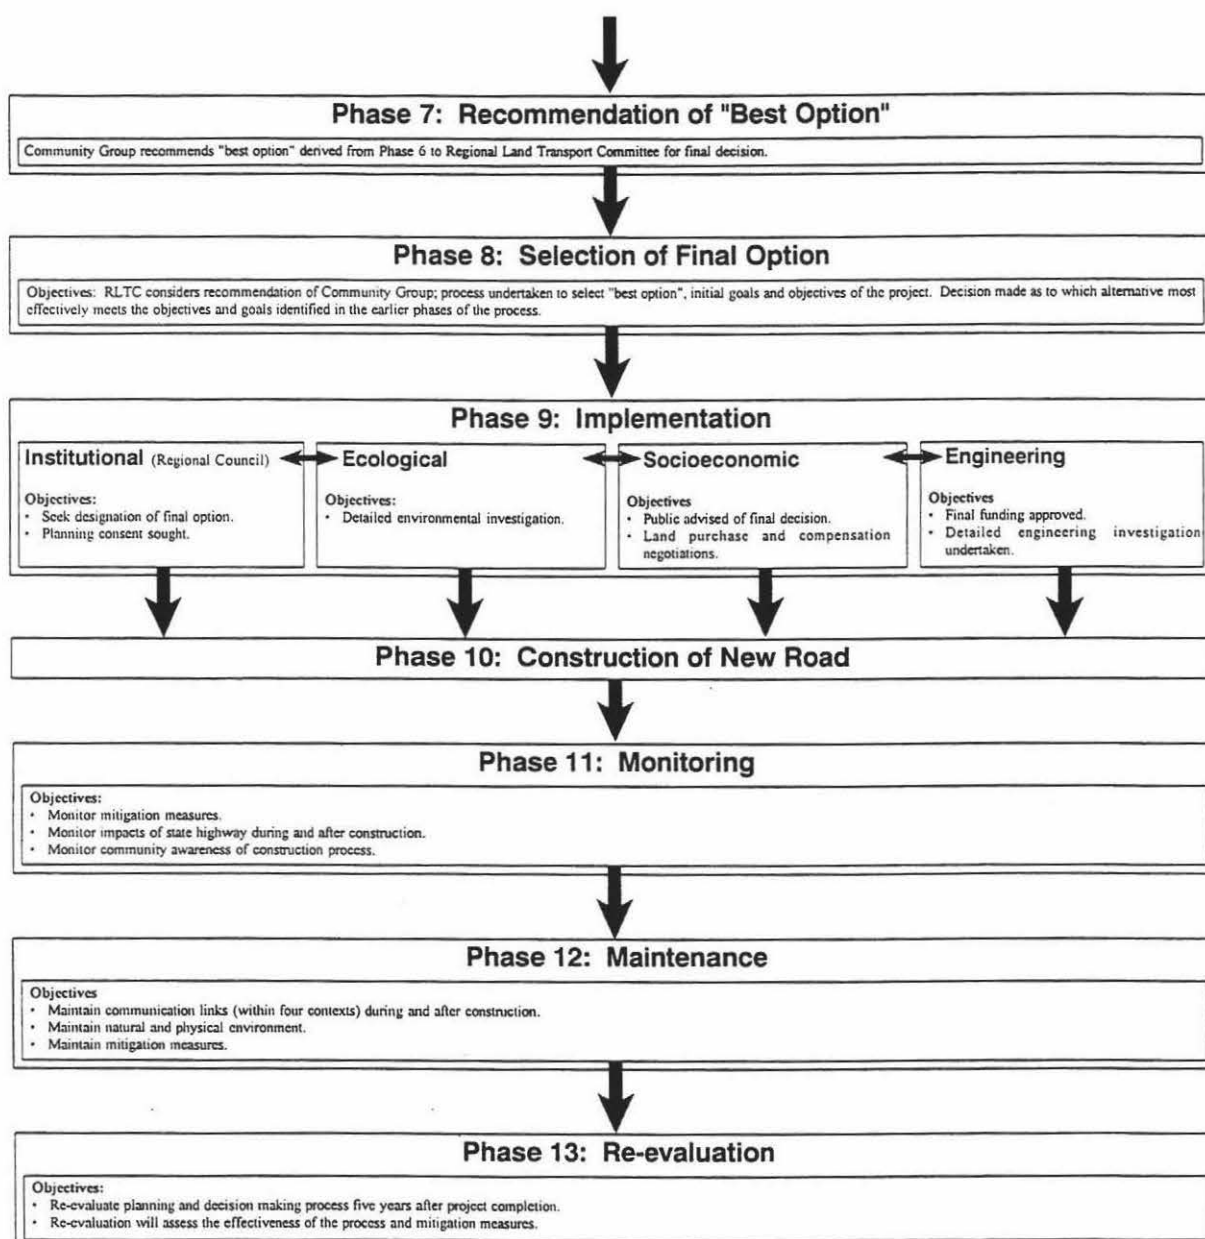 Phase 7: Recommendation of "Best Option"
Community Group recommends "best option" derived from Phase 6 to Regional Land Transport Committee for final decision.
Phase 8: Selection of Final Option
Objectives: RLTC considers recommendation of Community Group; process undertaken to select "best option", initial goals and objectives of the project. Decision made as to which alternative most
effectively meets the objectives and goals identified in the earlier phases of the process.
Phase 9: Implementation
Institutional (Regional Council)
Objectives:
• Seek designation of final option.
• Planning consent sought.
Ecological
Objectives:
• Detailed environmental investigation.
Socioeconomic
Objectives
• Public advised of final decision.
• Land purchase and compensation
negotiations.
Engineering
Objectives
• Final funding approved.
• Detailed engineering investigation
undertaken.
Phase 10: Construction of New Road
Phase 11: Monitoring
Objectives:
• Monitor mitigation measures.
• Monitor impacts of state highway during and after construction.
• Monitor community awareness of construction process.
Phase 12: Maintenance
Objectives
• Maintain communication links (within four contexts) during and after construction.
• Maintain natural and physical environment.
• Maintain mitigation measures.
Phase 13: Re-evaluation
Objectives:
• Re-evaluate planning and decision making process five years after project completion.
• Re-evaluation will assess the effectiveness of the process and mitigation measures.